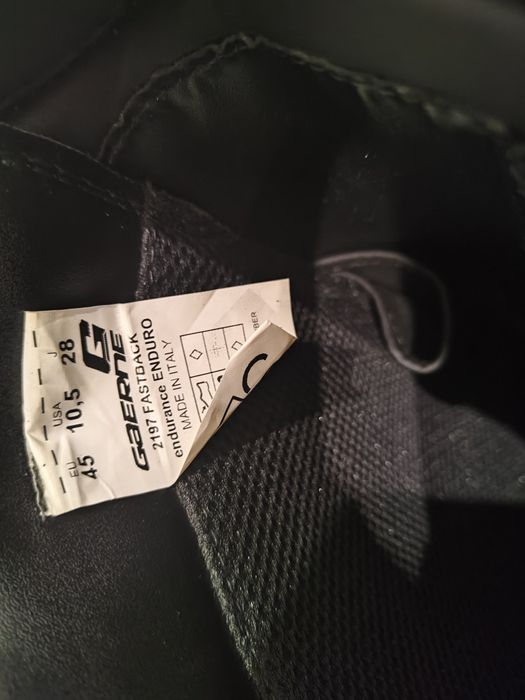 EU USA J
45 10,5 28
GAERNE
2197 FASTBACK
endurance ENDURO
MADE IN ITALY